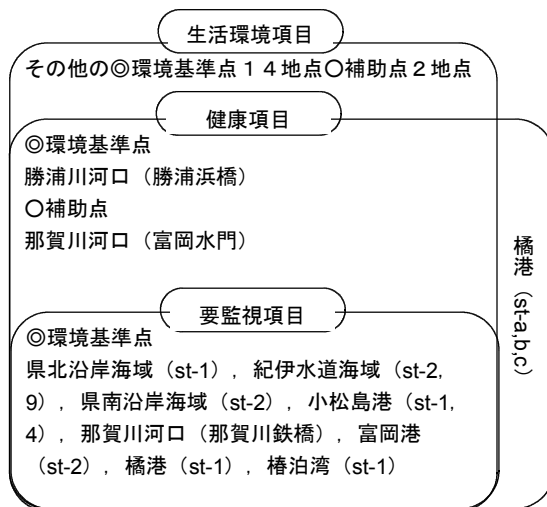 生活環境項目
その他の◎環境基準点１４地点〇補助点２地点
健康項目
◎環境基準点
勝浦川河口（勝浦浜橋）
〇補助点
那賀川河口（富岡水門）
橘港（st-a,b,c）
要監視項目
◎環境基準点
県北沿岸海域（st-1），紀伊水道海域（st-2,
9），県南沿岸海域（st-2），小松島港（st-1,
4），那賀川河口（那賀川鉄橋），富岡港
（st-2），橘港（st-1），椿泊湾（st-1）